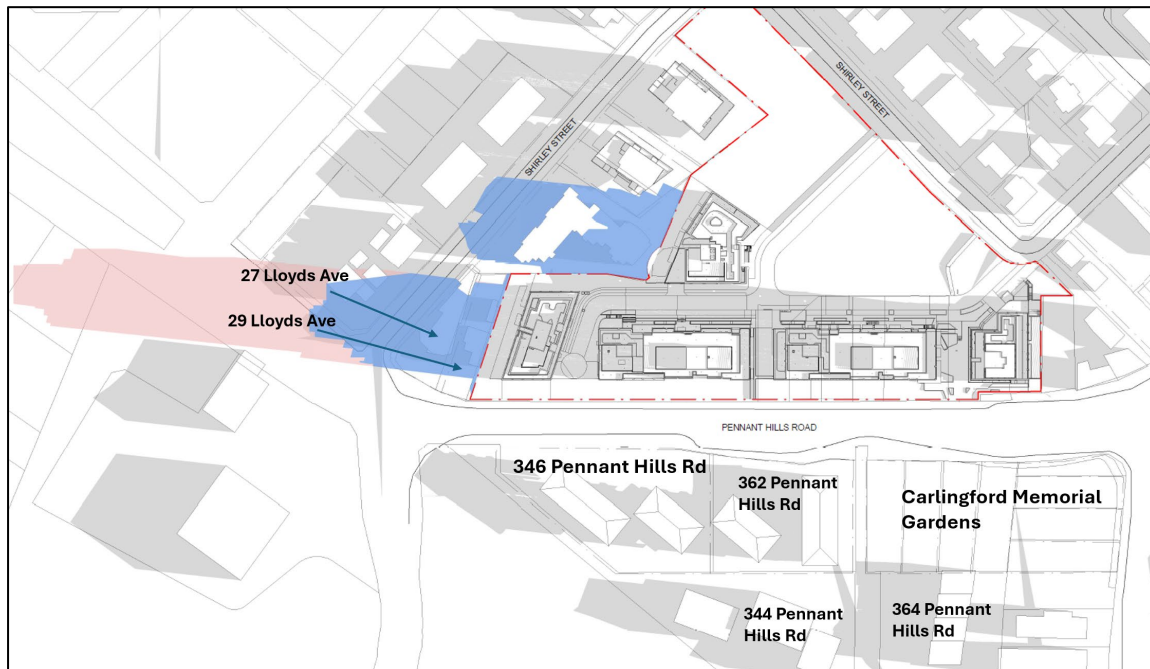 SHIRLEY STREET
SHIRLEY STREET
27 Lloyds Ave
29 Lloyds Ave
PENNANT HILLS ROAD
346 Pennant Hills Rd
362 Pennant
Hills Rd
Carlingford Memorial
Gardens
344 Pennant
Hills Rd
364 Pennant
Hills Rd